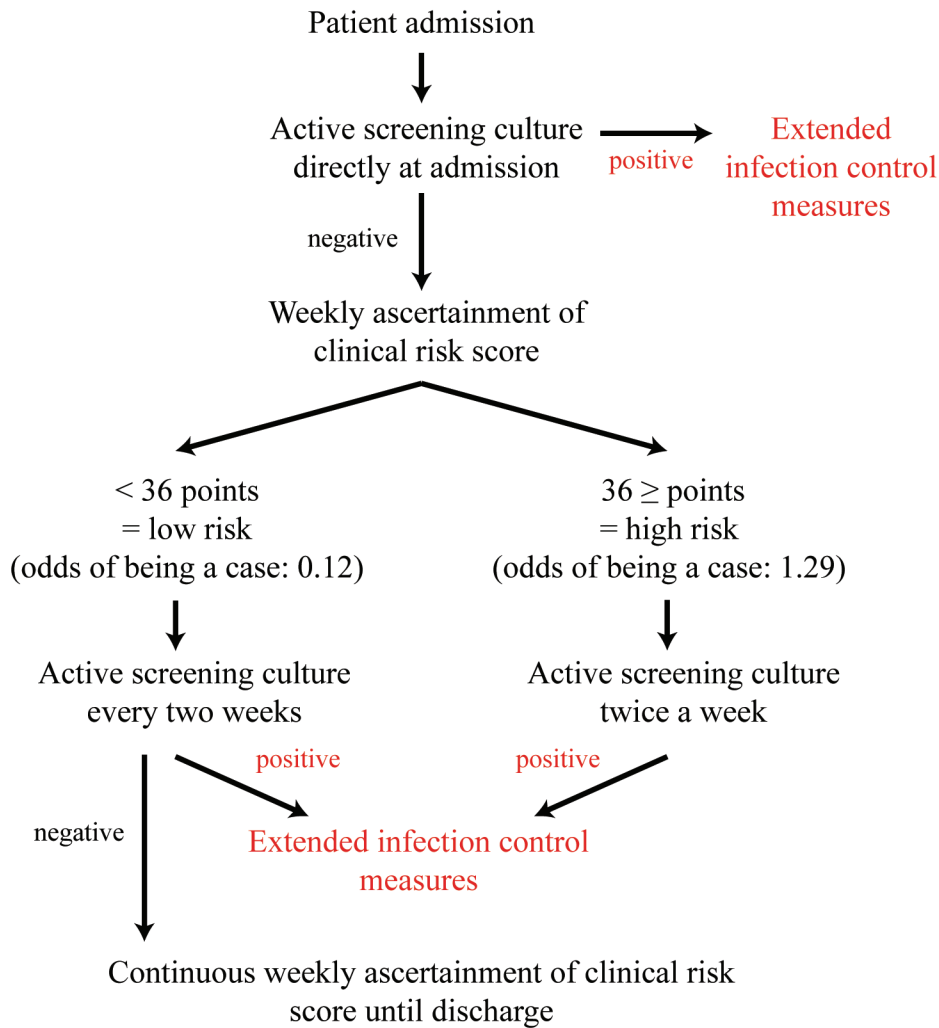 Patient admission
Active screening culture
directly at admission
positive
Extended
infection control
measures
negative
Weekly ascertainment of
clinical risk score
< 36 points
= low risk
(odds of being a case: 0.12)
36 ≥ points
= high risk
(odds of being a case: 1.29)
Active screening culture
every two weeks
Active screening culture
twice a week
positive
positive
negative
Extended infection control
measures
Continuous weekly ascertainment of clinical risk
score until discharge